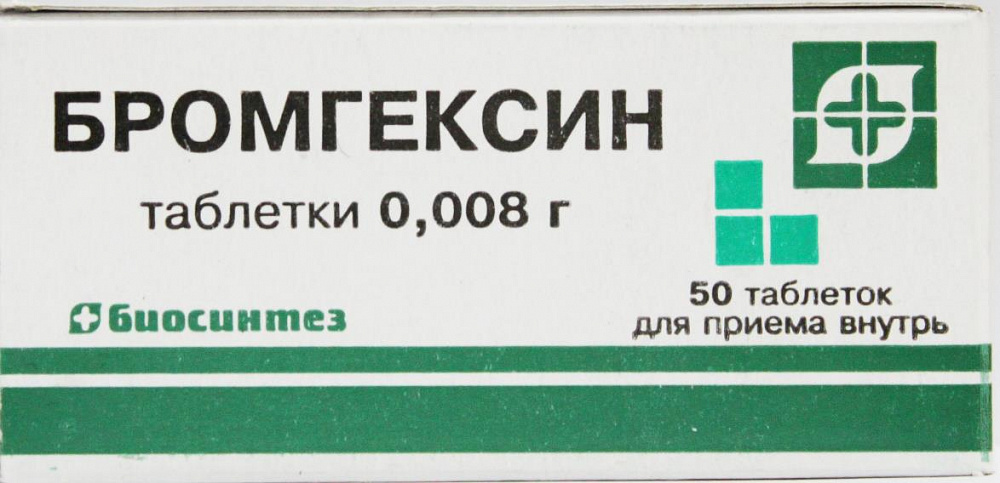 БРОМГЕКСИН
таблетки 0,008 г
биосинтез
50 таблеток
для приема внутрь